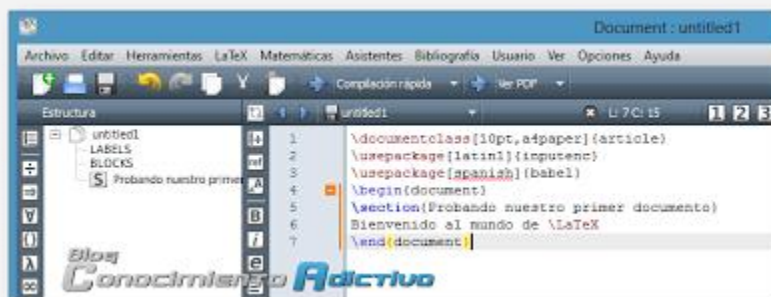 Document : untitled1
Archivo Editar Herramientas LaTeX Matemáticas Asistentes Bibliografía Usuario Ver Opciones Ayuda
Compilación rápida Ver PDF
Estructura untitled1 L: 7 C: 15 1 2 3
untitled1
LABELS
BLOCKS
S Probando nuestro primer
1 \documentclass[10pt,a4paper]{article}
2 \usepackage[latin1]{inputenc}
3 \usepackage[spanish]{babel}
4 \begin{document}
5 \section{Probando nuestro primer documento}
6 Bienvenido al mundo de \LaTeX
7 \end{document}
Blog
Conocimiento Adictivo